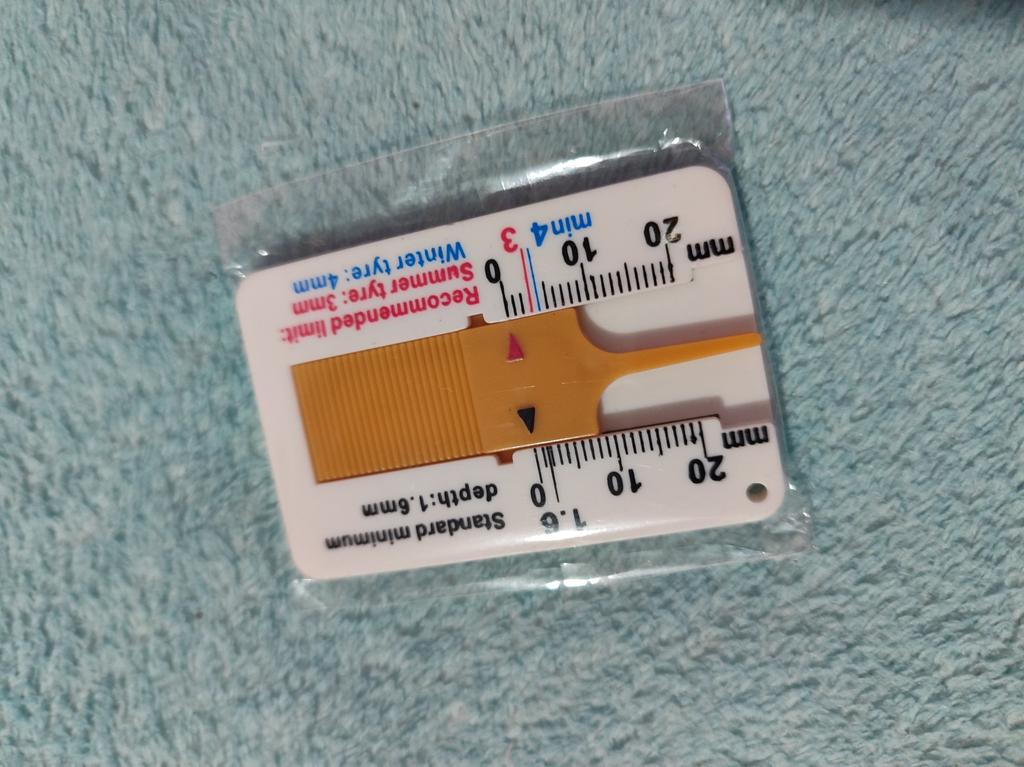 Standard minimum
depth:1.6mm
1.6
0 10 20
mm
0 10 20
mm
3
min4
Recommended limit:
Summer tyre: 3mm
Winter tyre: 4mm